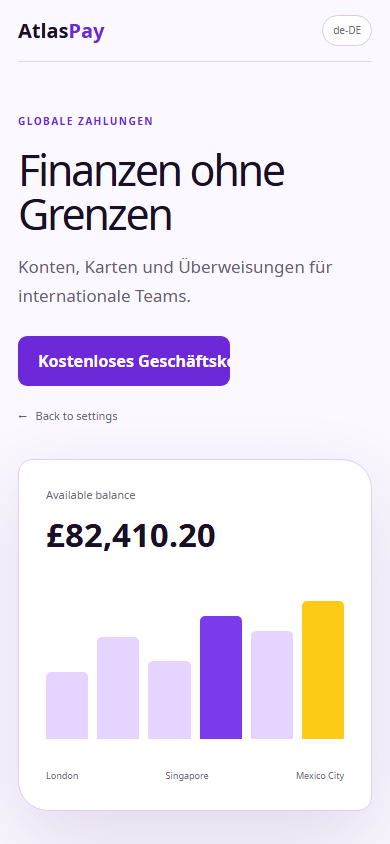 AtlasPay
de-DE
GLOBALE ZAHLUNGEN
Finanzen ohne
Grenzen
Konten, Karten und Überweisungen für
internationale Teams.
Kostenloses Geschäftsk
← Back to settings
Available balance
£82,410.20
London Singapore Mexico City